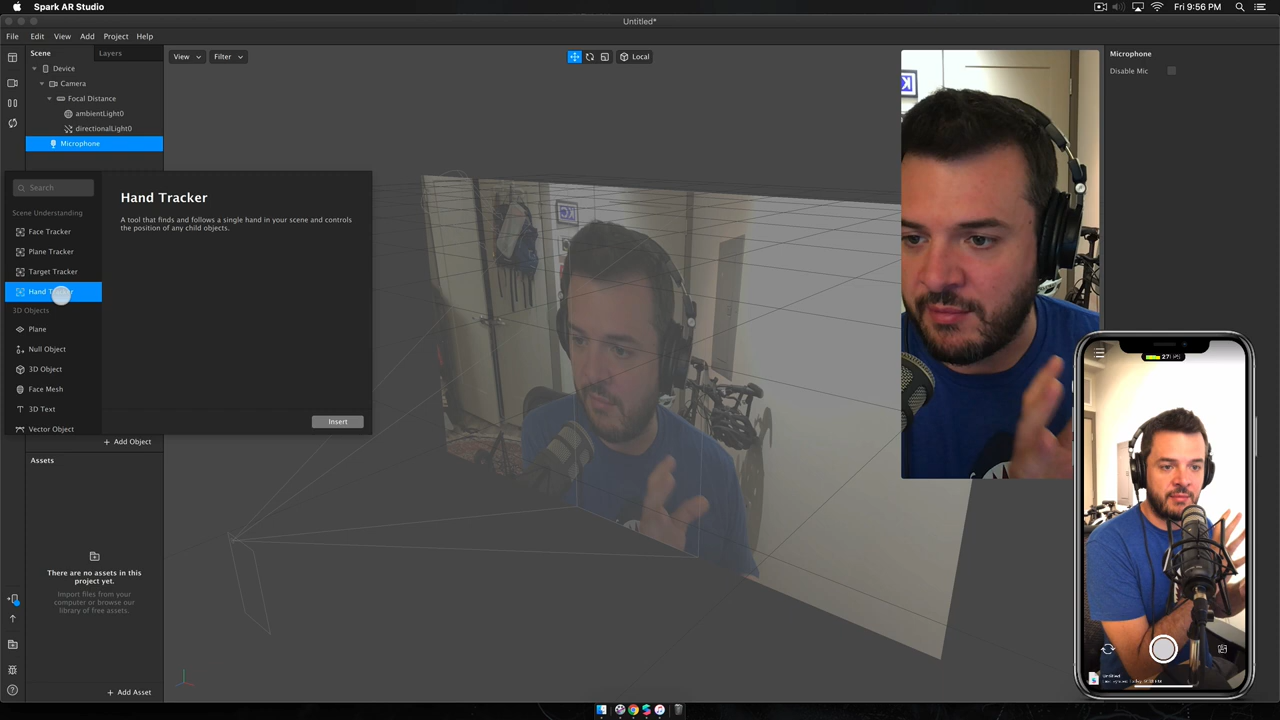 Spark AR Studio
Fri 9:56 PM
Untitled*
File Edit View Add Project Help
Scene
Layers
Device
Camera
Focal Distance
ambientLight0
directionalLight0
Microphone
View
Filter
Local
Microphone
Disable Mic
Search
Scene Understanding
Face Tracker
Plane Tracker
Target Tracker
Hand Tracker
3D Objects
Plane
Null Object
3D Object
Face Mesh
3D Text
Vector Object
Hand Tracker
A tool that finds and follows a single hand in your scene and controls
the position of any child objects.
Insert
+ Add Object
Assets
There are no assets in this
project yet.
Import files from your
computer or browse our
library of free assets.
+ Add Asset
KC
Untitled